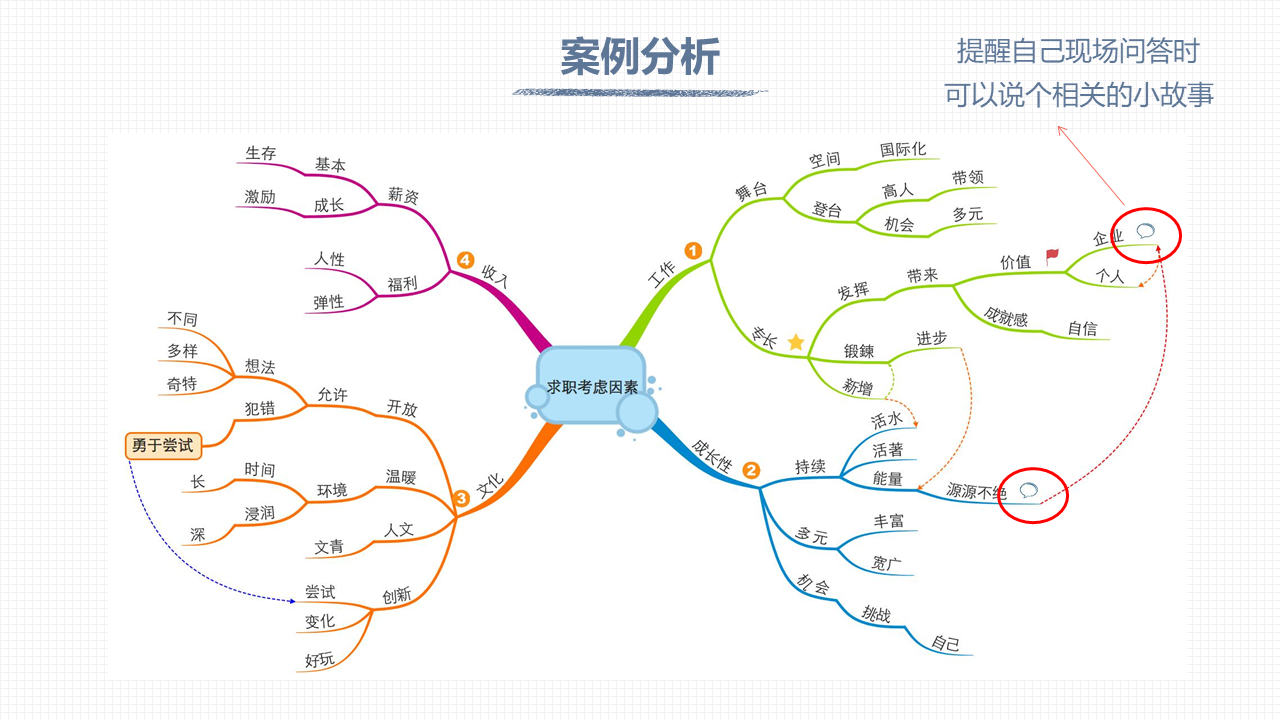 案例分析
提醒自己现场问答时
可以说个相关的小故事
求职考虑因素
1
工作
舞台
空间
国际化
登台
高人
带领
机会
多元
专长
发挥
带来
价值
企业
个人
成就感
自信
锻鍊
进步
新增
2
成长性
持续
活水
活著
能量
源源不绝
多元
丰富
宽广
机会
挑战
自己
3
文化
开放
允许
想法
不同
多样
奇特
犯错
勇于尝试
温暖
环境
时间
长
浸润
深
人文
文青
创新
尝试
变化
好玩
4
收入
薪资
基本
生存
成长
激励
福利
人性
弹性